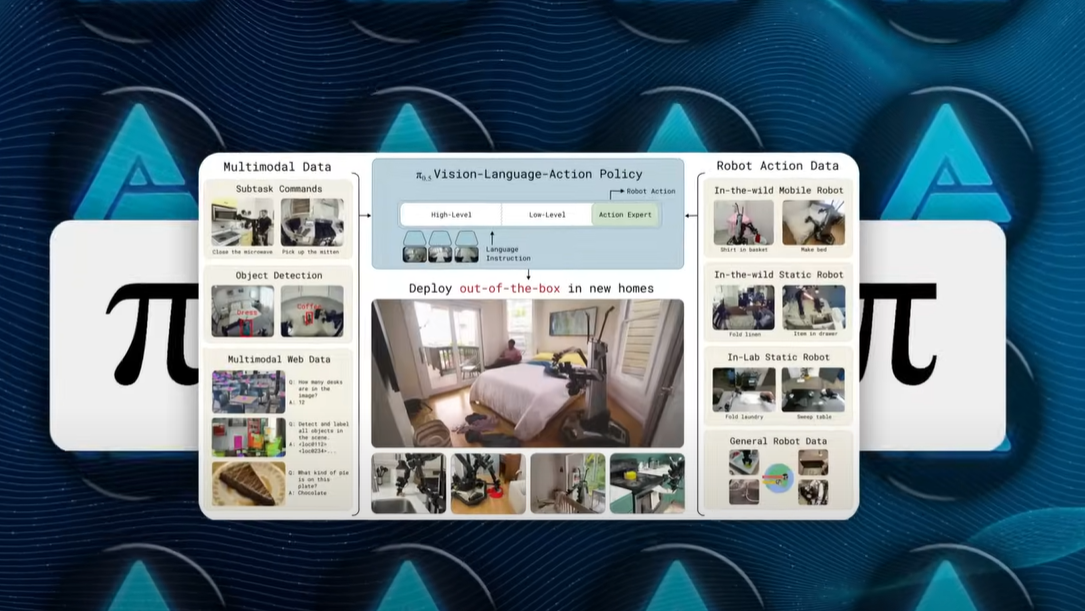 Multimodal Data
Subtask Commands
Close the microwave
Pick up the mitten
Object Detection
Dress
Coffee
Multimodal Web Data
Q: How many desks
are in the
image?
A: 12
Q: Detect and label
all objects in
the scene.
A: <loc0112>
<loc0234>...
Q: What kind of pie
is on this
plate?
A: Chocolate
π0.5 Vision-Language-Action Policy
Robot Action
High-Level
Low-Level
Action Expert
Language
Instruction
Deploy out-of-the-box in new homes
Robot Action Data
In-the-wild Mobile Robot
Shirt in basket
Make bed
In-the-wild Static Robot
Fold linen
Item in drawer
In-Lab Static Robot
Fold laundry
Sweep table
General Robot Data
π
π